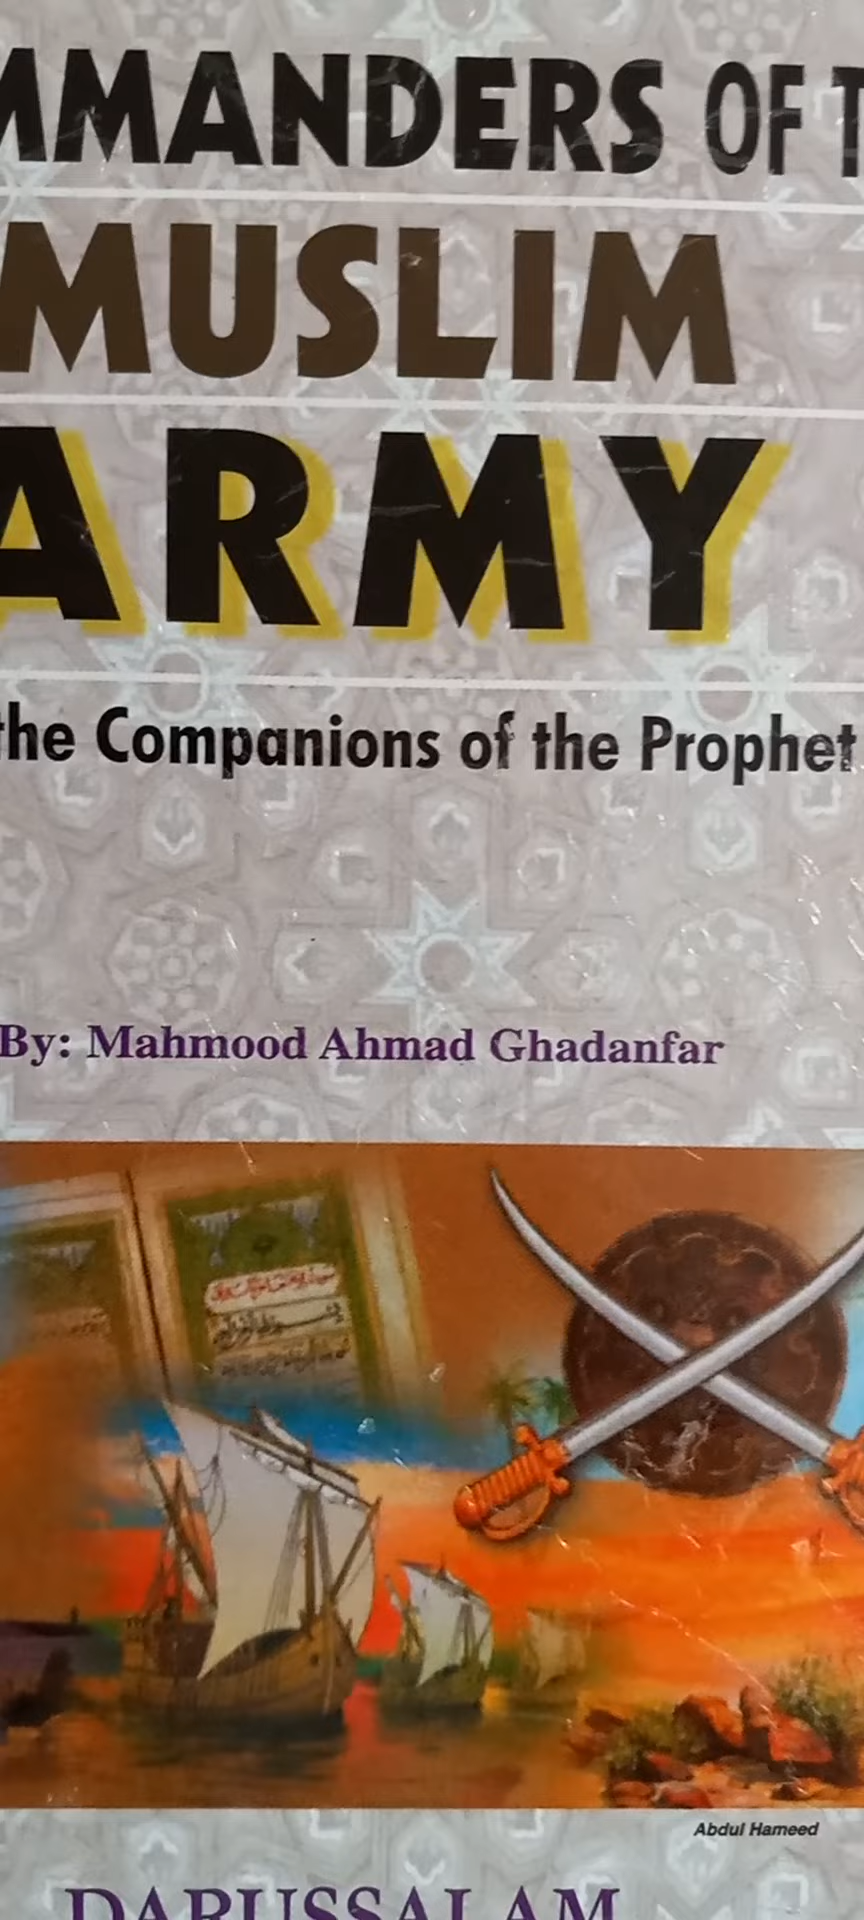 MMANDERS OF T
MUSLIM
ARMY
the Companions of the Prophet
By: Mahmood Ahmad Ghadanfar
Abdul Hameed
DARUSSALAM